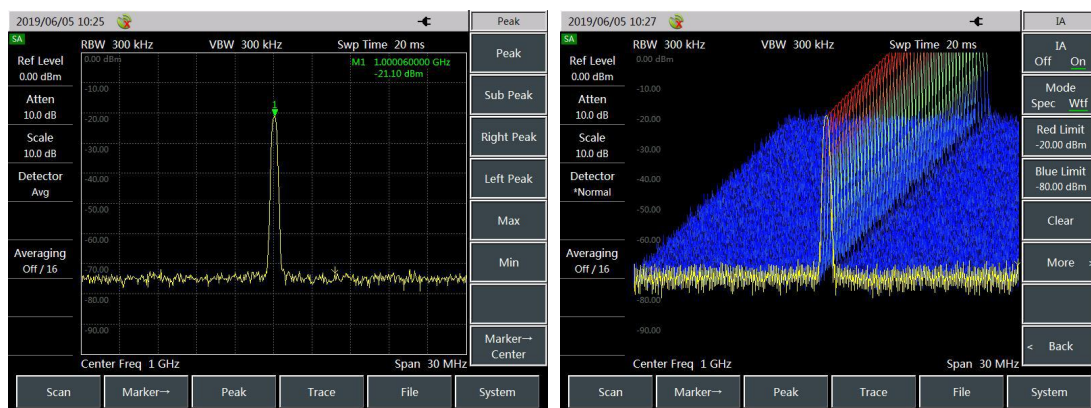 2019/06/05 10:25
Peak
SA
RBW 300 kHz VBW 300 kHz Swp Time 20 ms
Ref Level
0.00 dBm
Atten
10.0 dB
Scale
10.0 dB
Detector
Avg
Averaging
Off / 16
0.00 dBm
M1 1.000060000 GHz
-21.10 dBm
1
-10.00
-20.00
-30.00
-40.00
-50.00
-60.00
-70.00
-80.00
-90.00
Center Freq 1 GHz Span 30 MHz
Peak
Sub Peak
Right Peak
Left Peak
Max
Min
Marker→
Center
Scan Marker→ Peak Trace File System
2019/06/05 10:27
IA
SA
RBW 300 kHz VBW 300 kHz Swp Time 20 ms
Ref Level
0.00 dBm
Atten
10.0 dB
Scale
10.0 dB
Detector
*Normal
Averaging
Off / 16
0.00 dBm
-10.00
-20.00
-30.00
-40.00
-50.00
-60.00
-80.00
-90.00
Center Freq 1 GHz Span 30 MHz
IA
Off On
Mode
Spec Wtf
Red Limit
-20.00 dBm
Blue Limit
-80.00 dBm
Clear
More >
< Back
Scan Marker→ Peak Trace File System